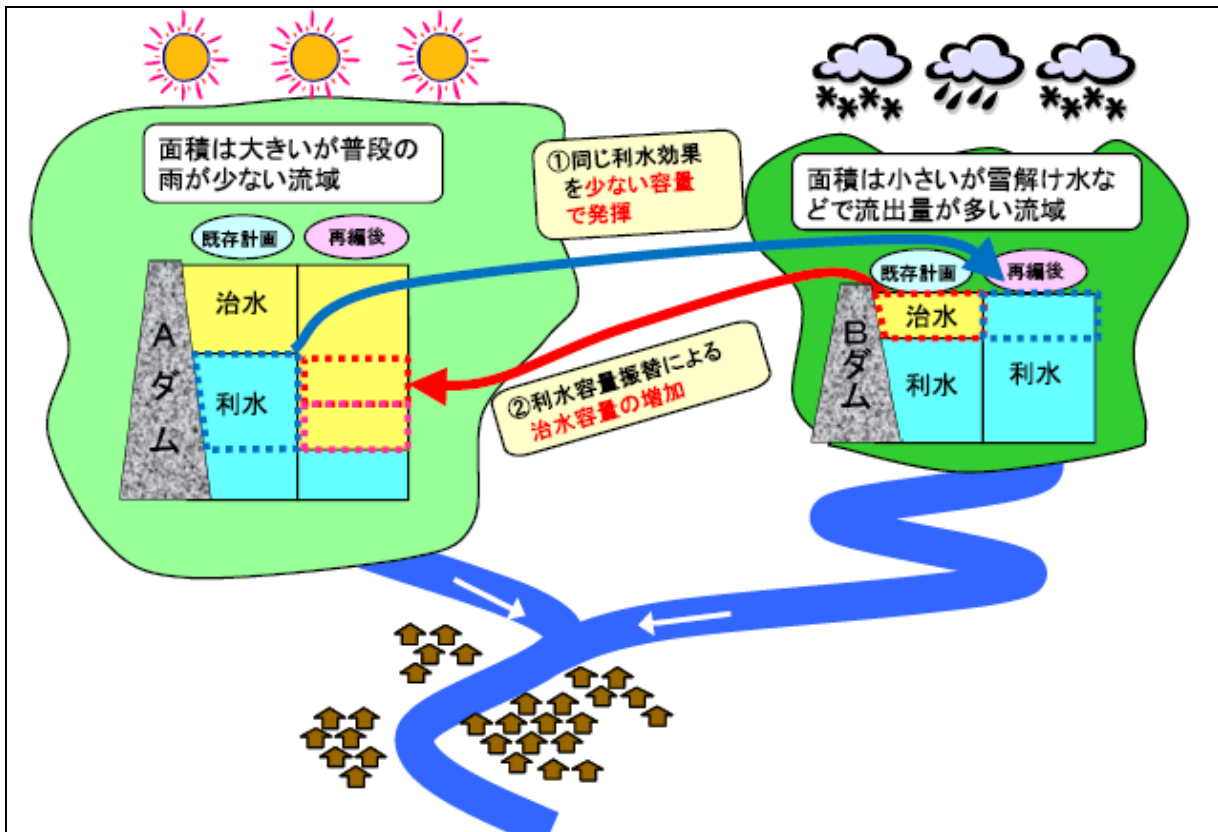 面積は大きいが普段の
雨が少ない流域
既存計画
再編後
治水
利水
Aダム
①同じ利水効果
を少ない容量
で発揮
②利水容量振替による
治水容量の増加
面積は小さいが雪解け水な
どで流出量が多い流域
既存計画
再編後
治水
利水
利水
Bダム